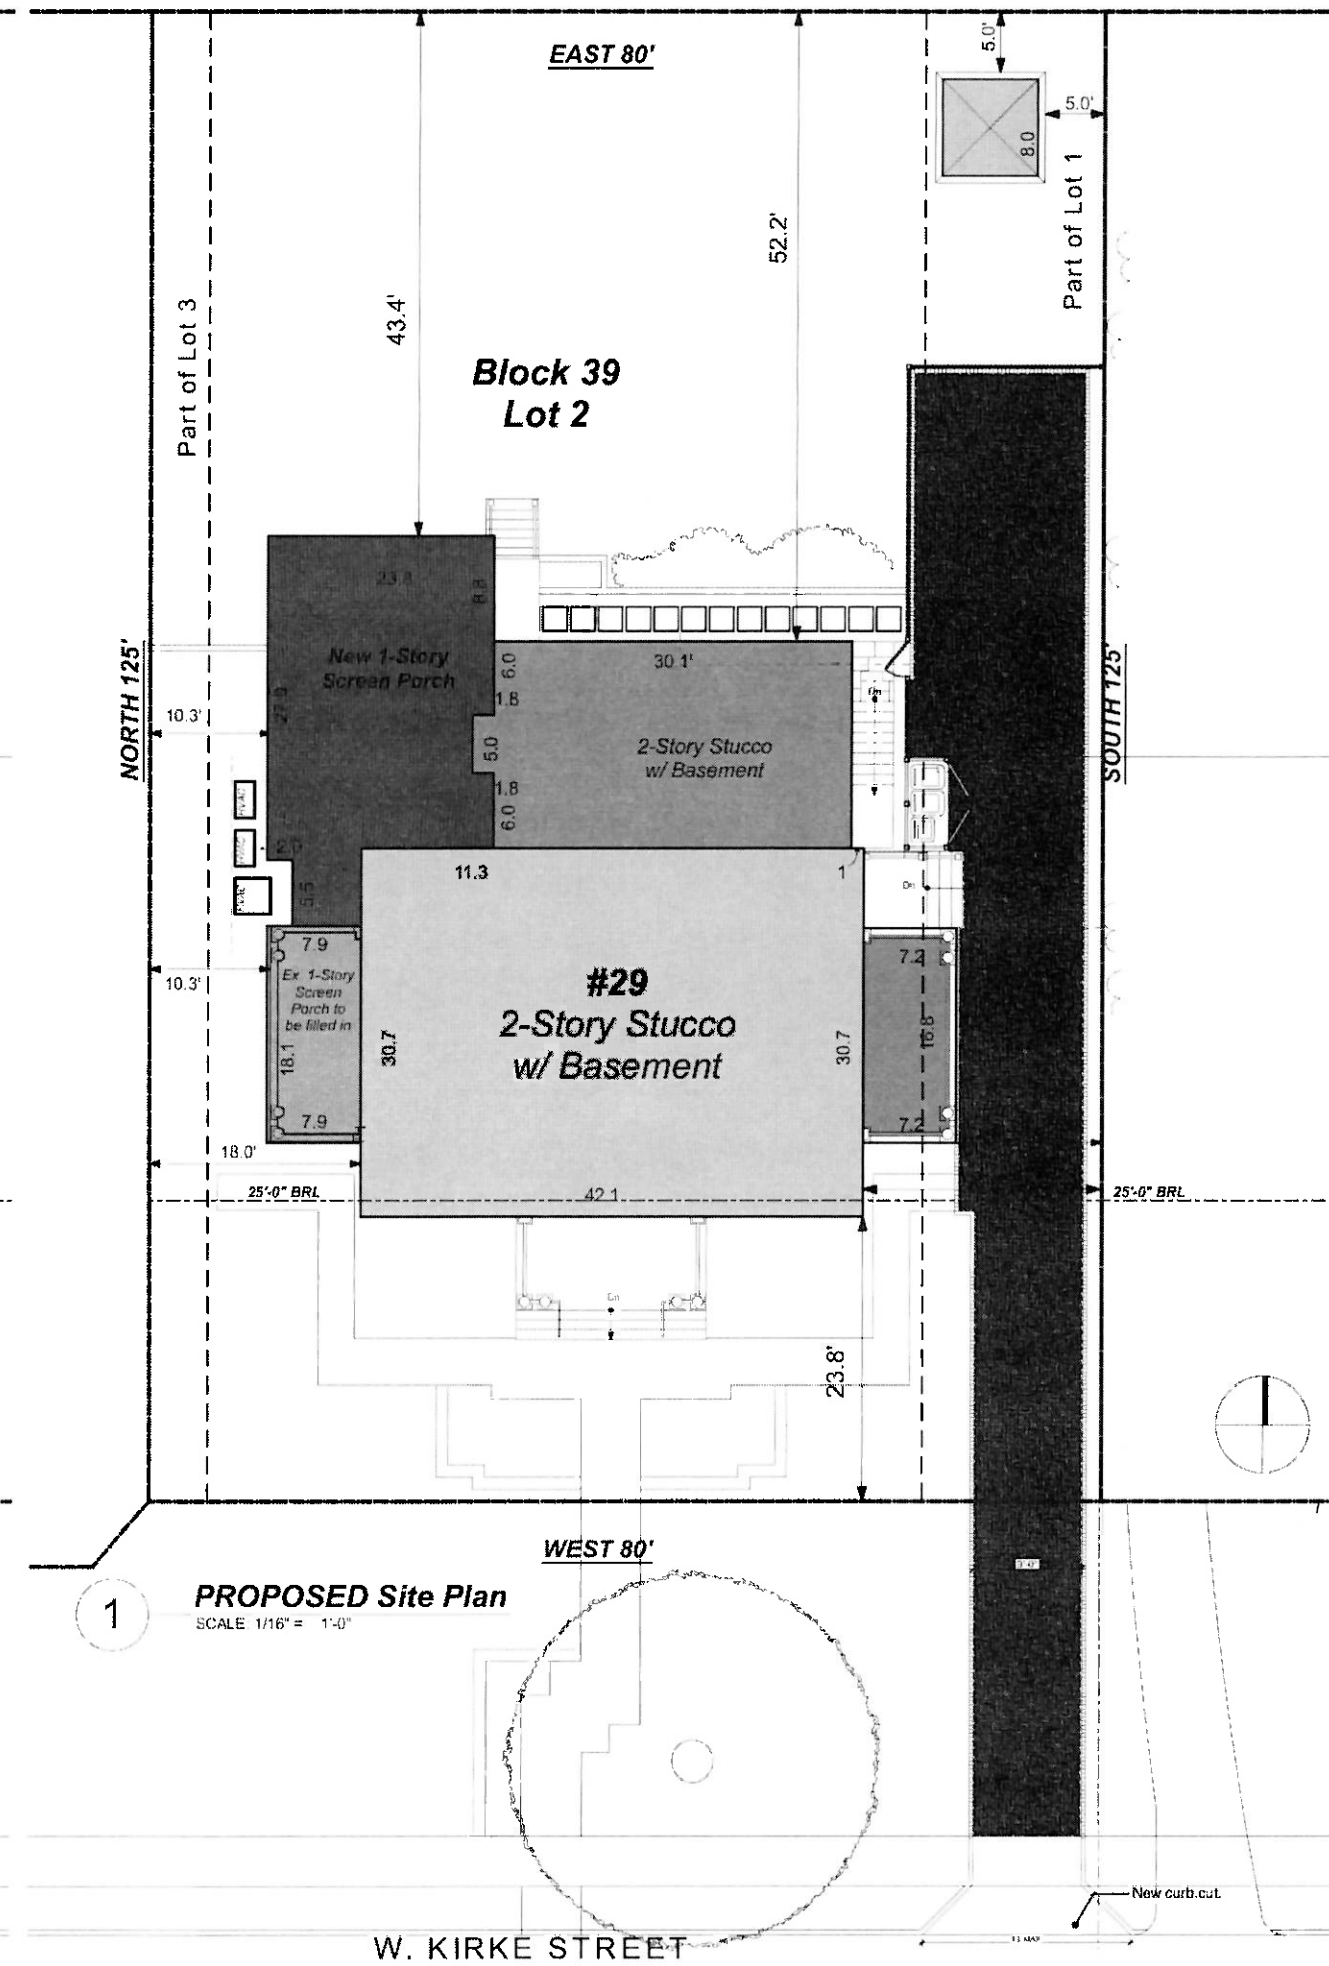 EAST 80'
5.0'
5.0'
8.0
Part of Lot 1
52.2'
43.4'
Part of Lot 3
Block 39
Lot 2
23.8
8.8
New 1-Story
Screen Porch
6.0
30.1'
1.8
NORTH 125'
SOUTH 125'
10.3'
5.0
2-Story Stucco
w/ Basement
Dn
1.8
6.0
HVAC
HVAC
HVAC
2.0
5.5
11.3
1
Dn
7.9
Ex. 1-Story
Screen
Porch to
be filled in
10.3'
18.1
7.9
30.7
#29
2-Story Stucco
w/ Basement
30.7
7.2
16.8
7.2
18.0'
25'-0" BRL
42.1
25'-0" BRL
Dn
23.8'
WEST 80'
1
PROPOSED Site Plan
SCALE: 1/16" = 1'-0"
New curb cut
W. KIRKE STREET